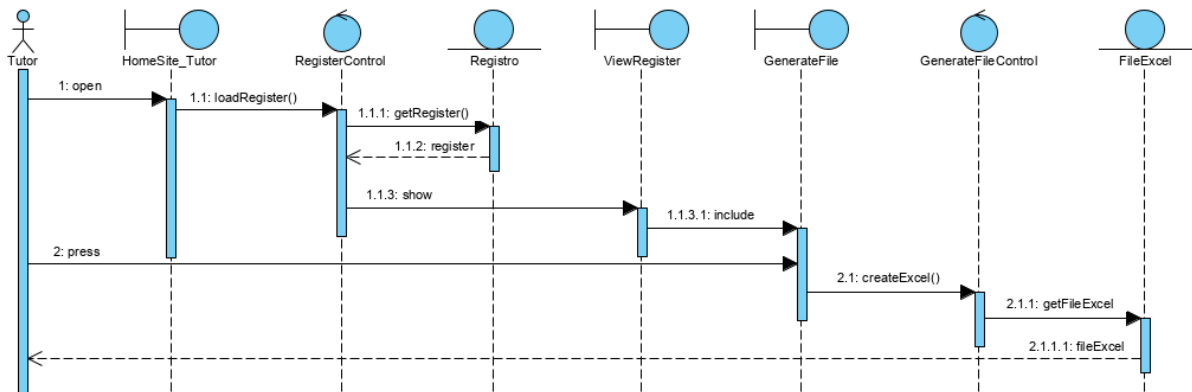 Tutor
HomeSite_Tutor
RegisterControl
Registro
ViewRegister
GenerateFile
GenerateFileControl
FileExcel
1: open
1.1: loadRegister()
1.1.1: getRegister()
1.1.2: register
1.1.3: show
1.1.3.1: include
2: press
2.1: createExcel()
2.1.1: getFileExcel
2.1.1.1: fileExcel